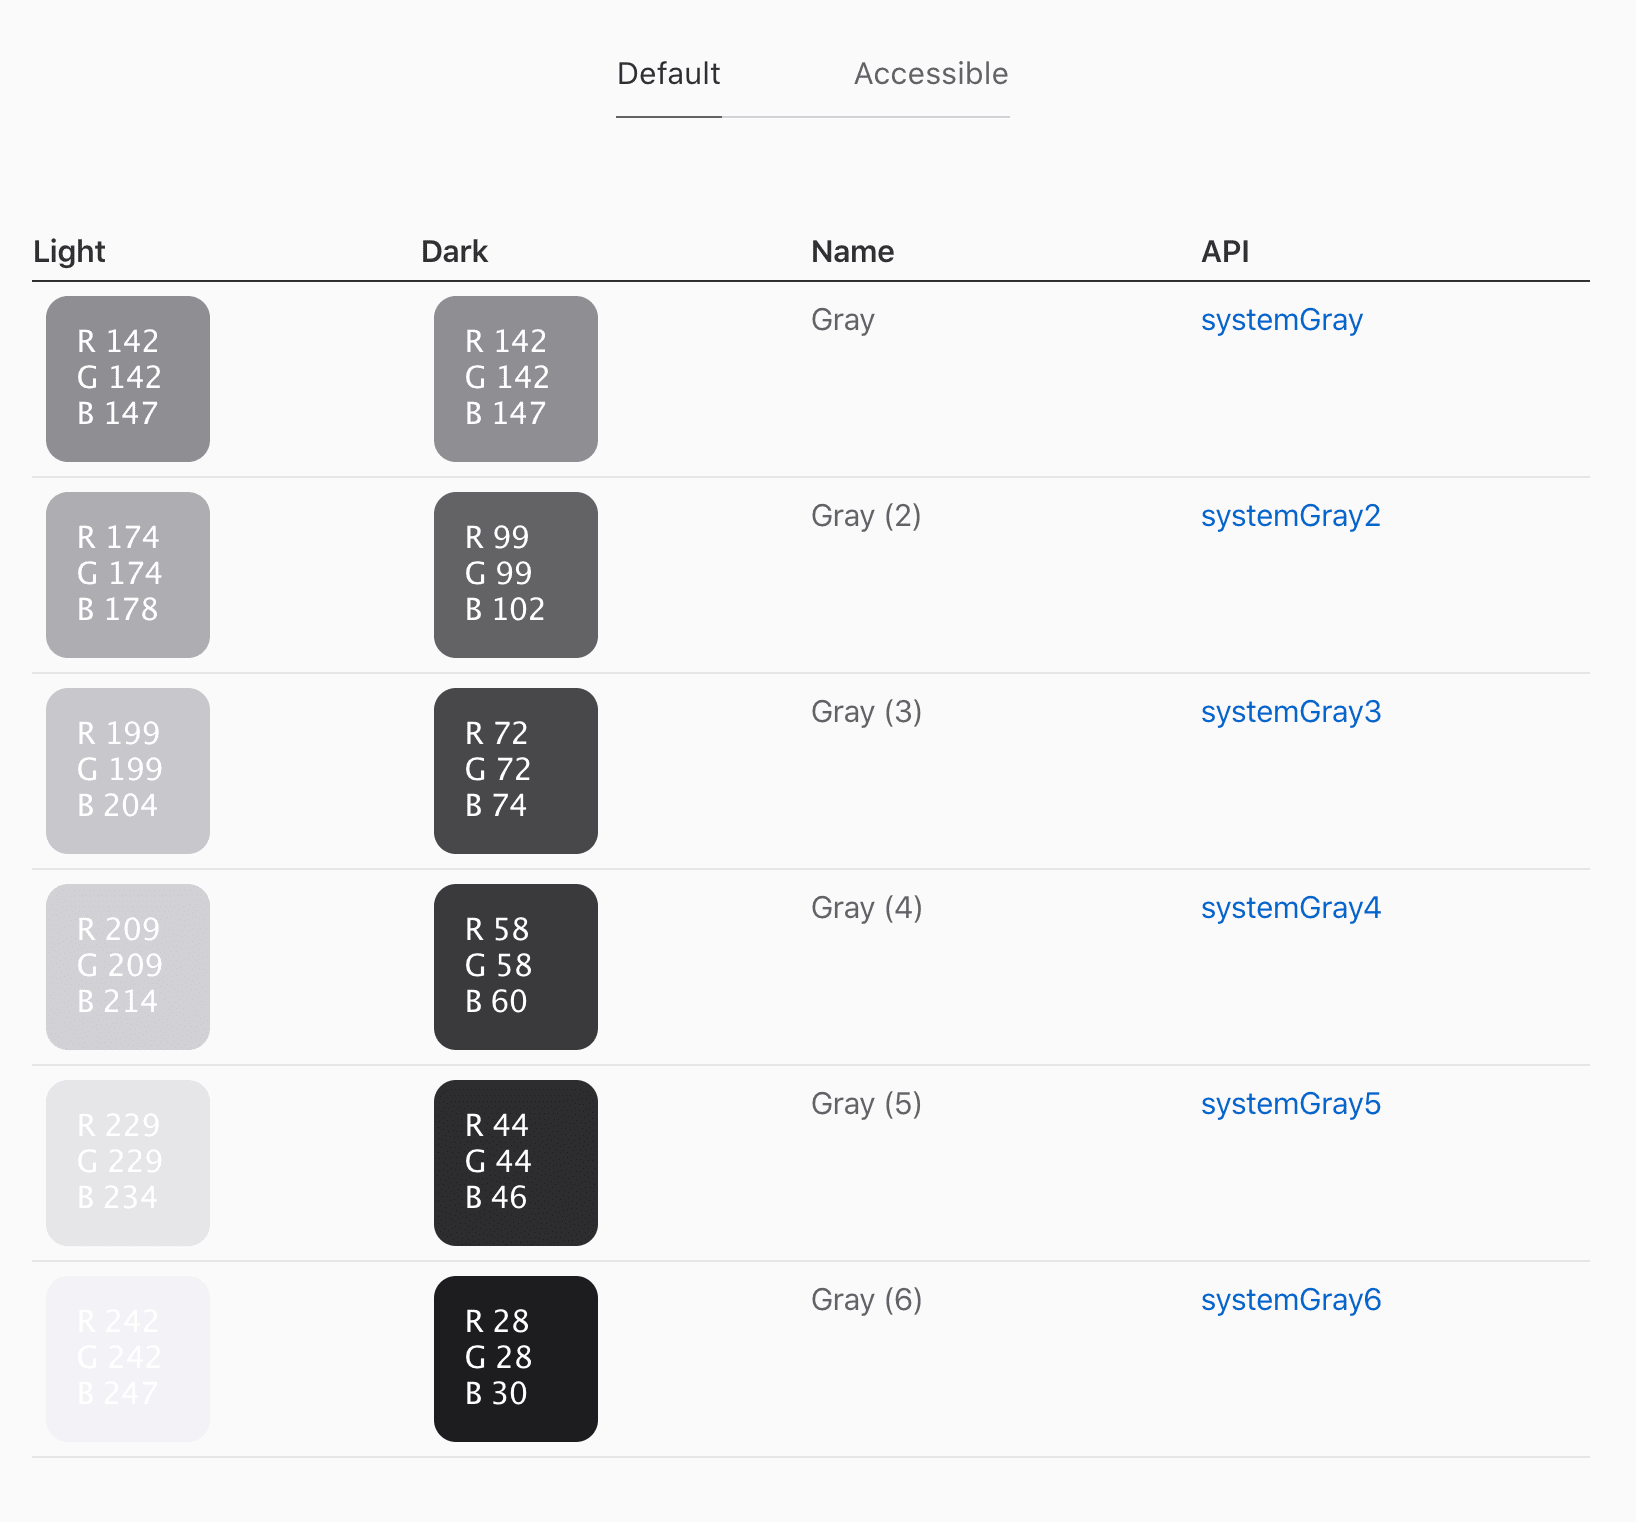 Default Accessible
Light Dark Name API
R 142 R 142 Gray systemGray
G 142 G 142
B 147 B 147
R 174 R 99 Gray (2) systemGray2
G 174 G 99
B 178 B 102
R 199 R 72 Gray (3) systemGray3
G 199 G 72
B 204 B 74
R 209 R 58 Gray (4) systemGray4
G 209 G 58
B 214 B 60
R 229 R 44 Gray (5) systemGray5
G 229 G 44
B 234 B 46
R 242 R 28 Gray (6) systemGray6
G 242 G 28
B 247 B 30